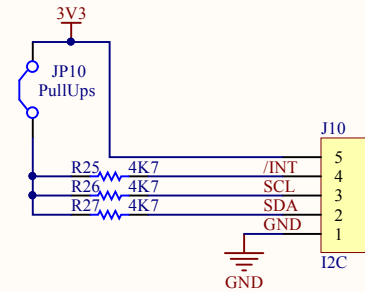 3V3
JP10
PullUps
J10
5
R25 4K7 /INT 4
R26 4K7 SCL 3
R27 4K7 SDA 2
GND 1
GND
I2C